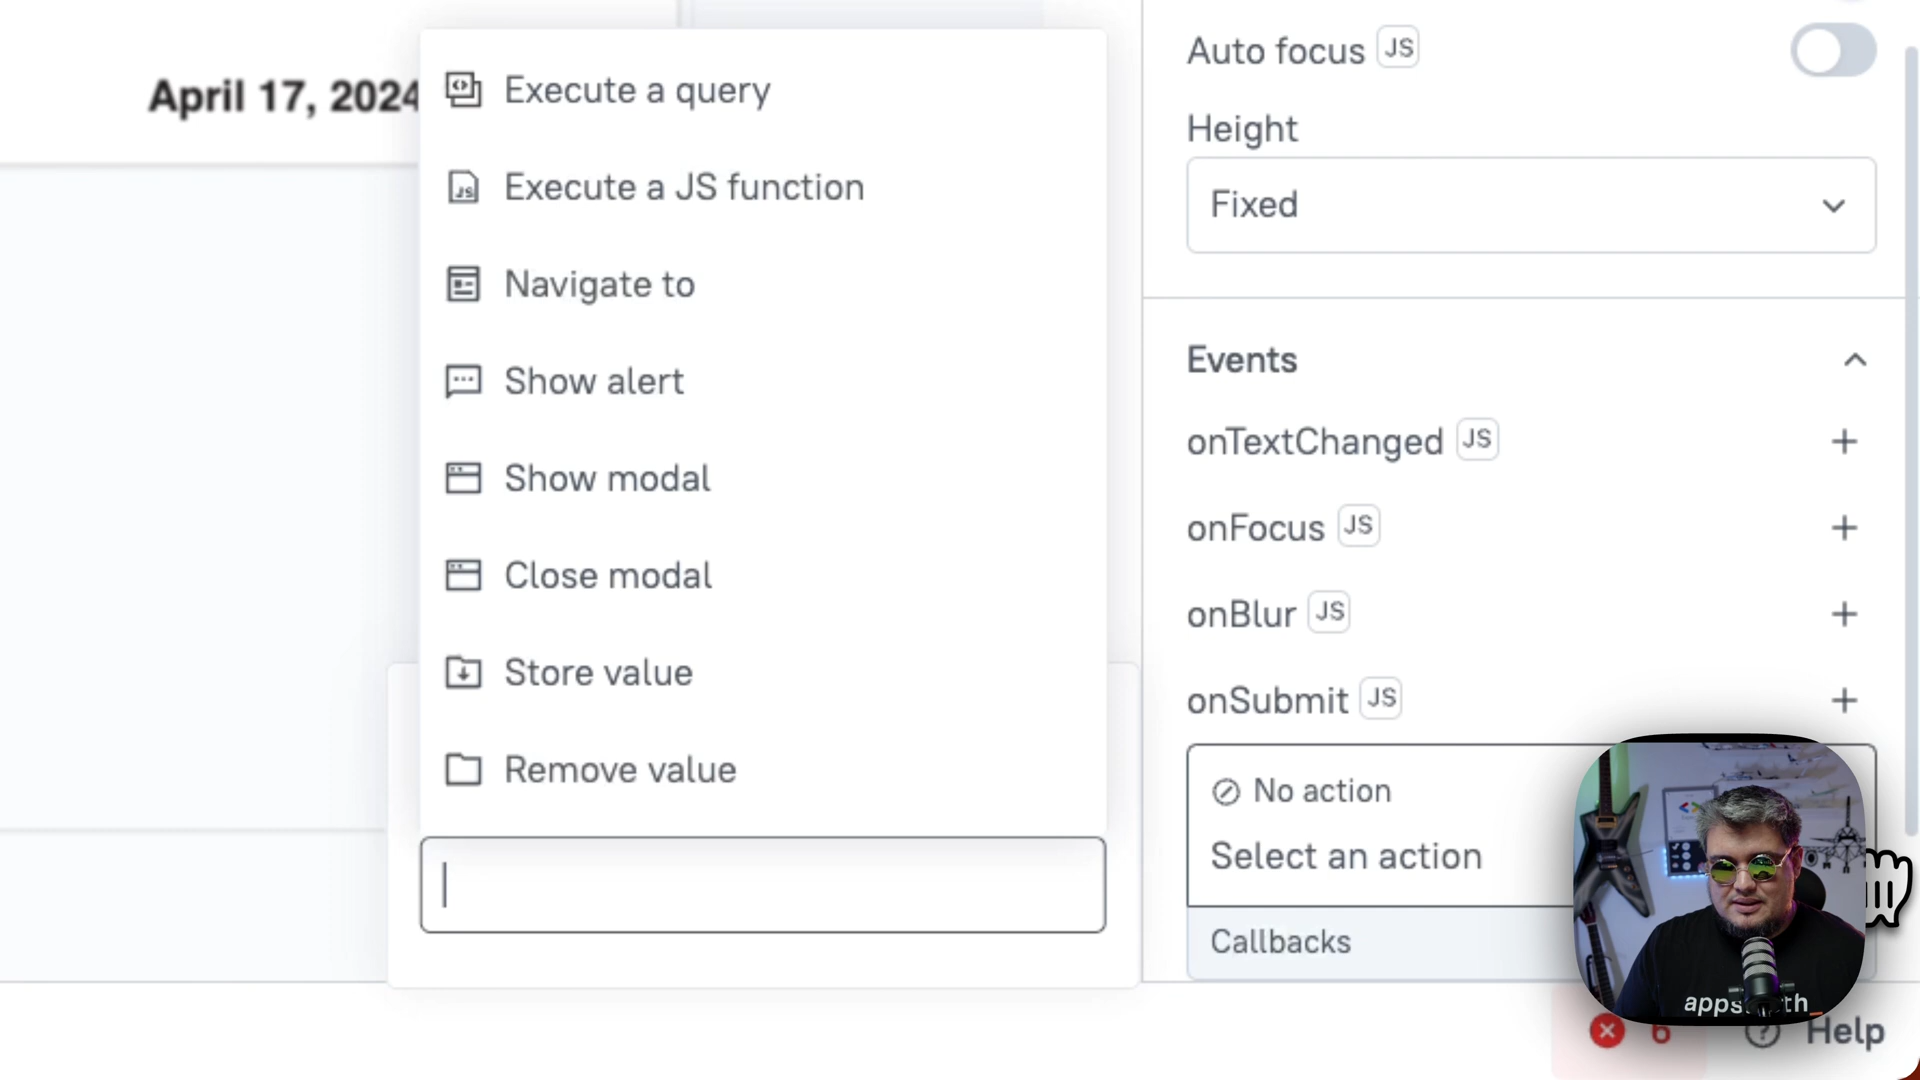 April 17, 2024
Execute a query
Execute a JS function
Navigate to
Show alert
Show modal
Close modal
Store value
Remove value
Auto focus JS
Height
Fixed
Events
onTextChanged JS
onFocus JS
onBlur JS
onSubmit JS
No action
Select an action
Callbacks
6
Help